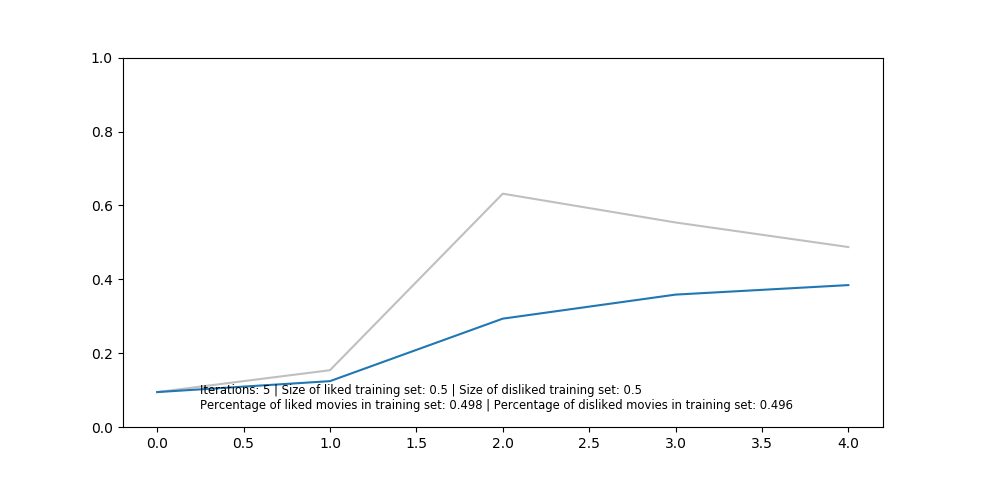 1.0
0.8
0.6
0.4
0.2
0.0
Iterations: 5 | Size of liked training set: 0.5 | Size of disliked training set: 0.5
Percentage of liked movies in training set: 0.498 | Percentage of disliked movies in training set: 0.496
0.0 0.5 1.0 1.5 2.0 2.5 3.0 3.5 4.0